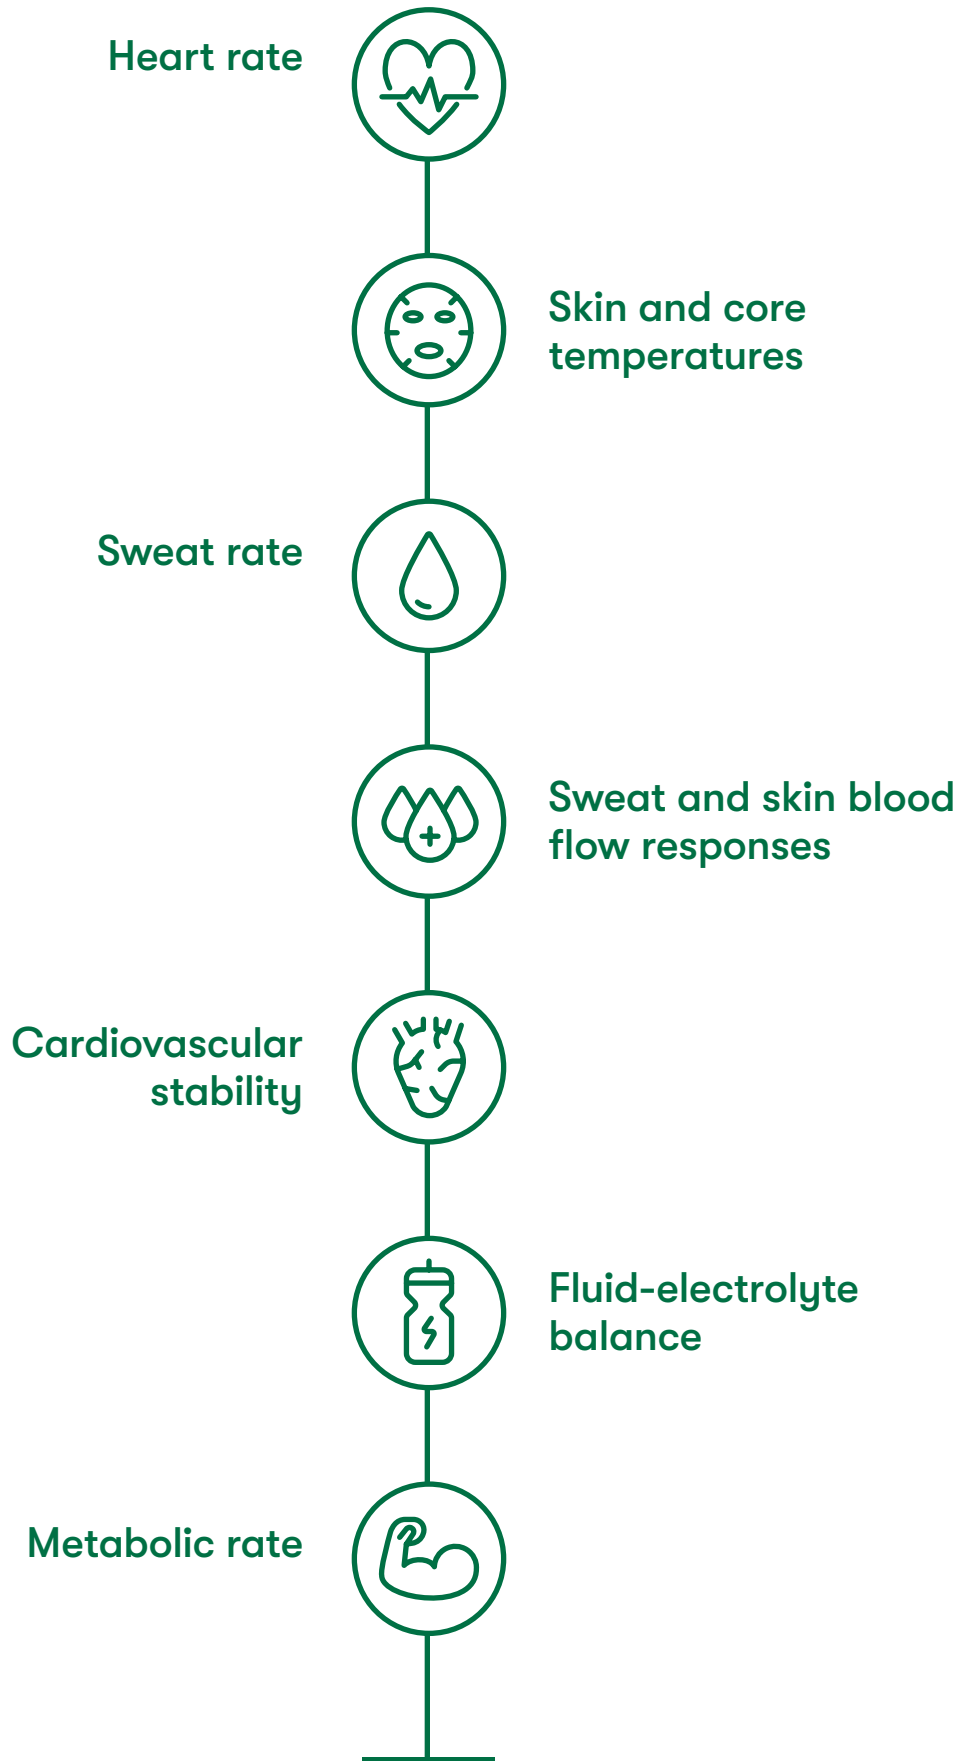 Heart rate
Skin and core
temperatures
Sweat rate
Sweat and skin blood
flow responses
Cardiovascular
stability
Fluid-electrolyte
balance
Metabolic rate